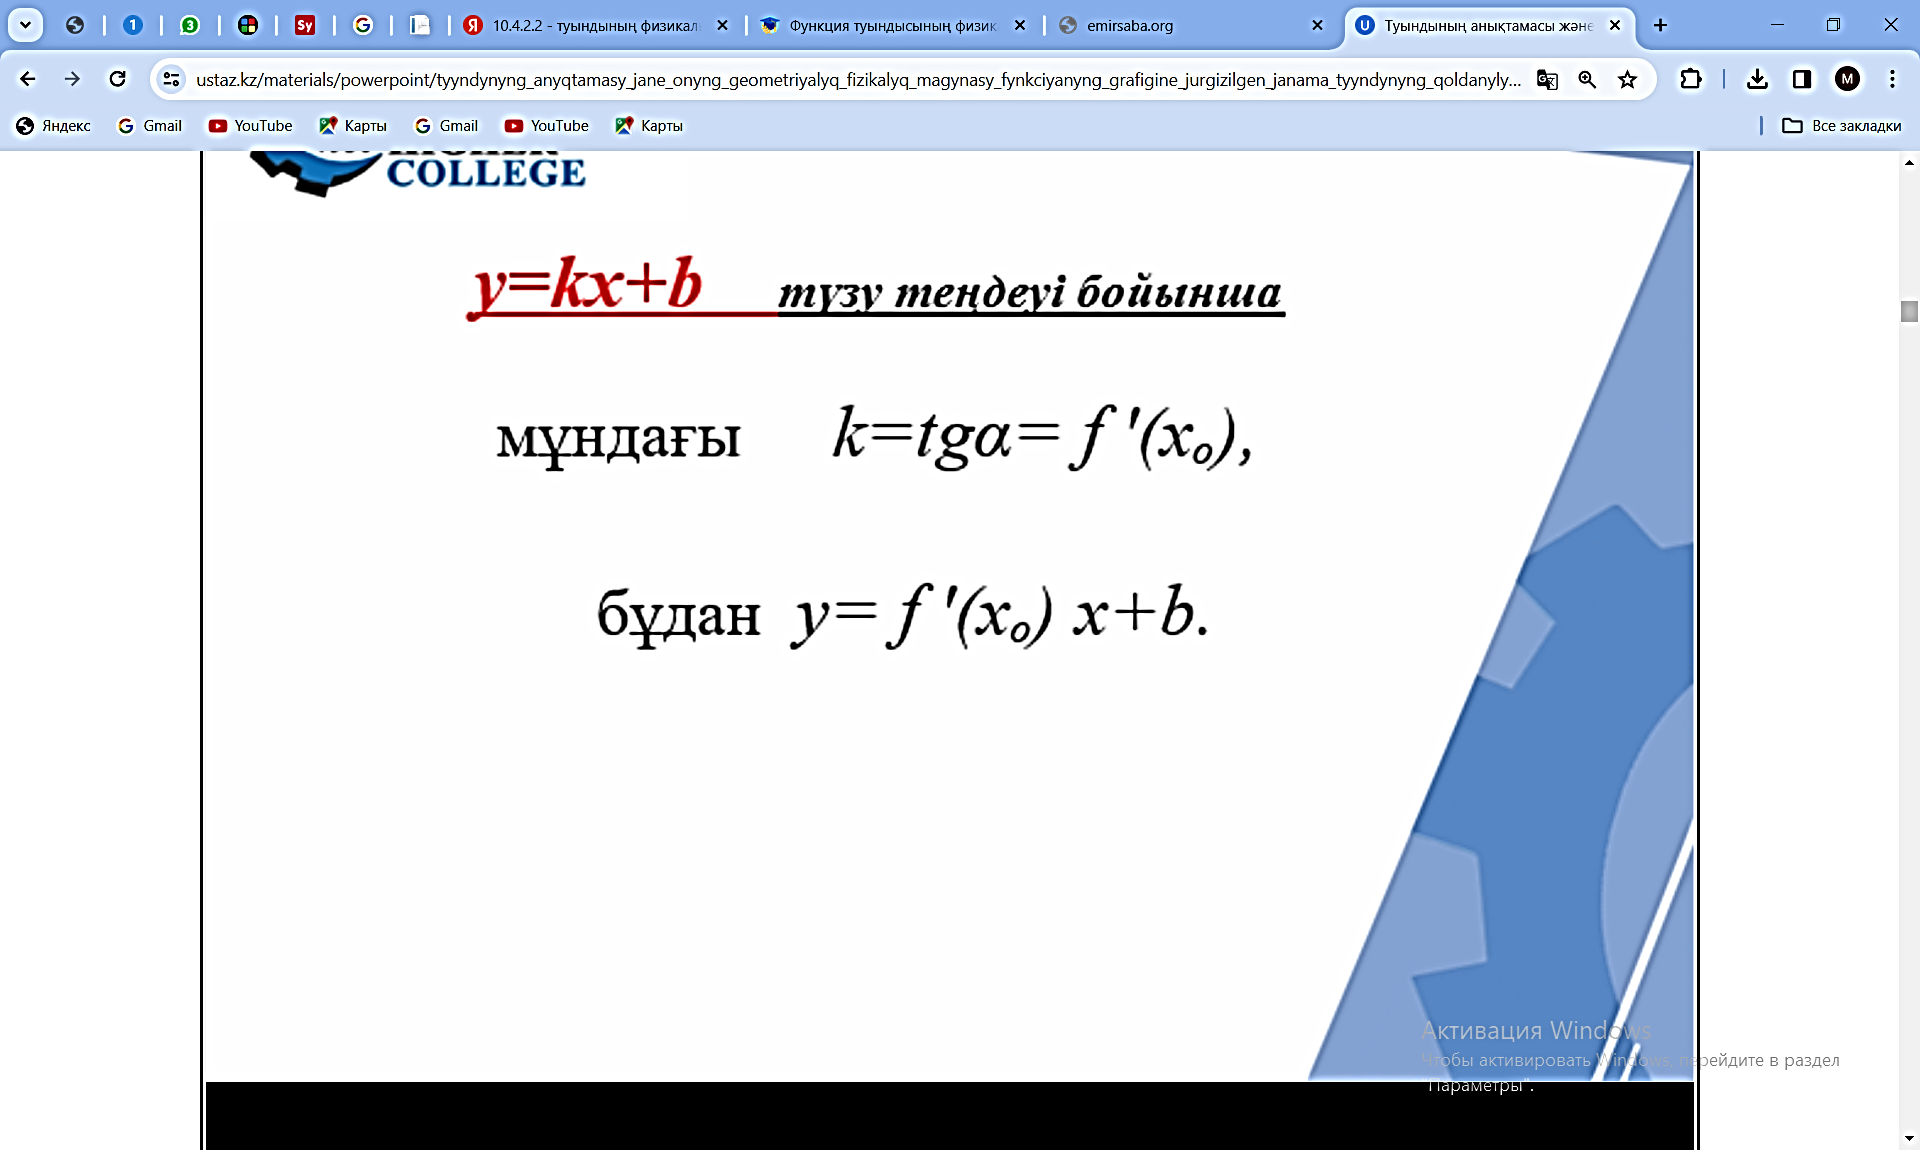 10.4.2.2 - туындының физикал
Функция туындысының физик
emirsaba.org
Туындының анықтамасы және
ustaz.kz/materials/powerpoint/tyyndynyng_anyqtamasy_jane_onyng_geometriyalyq_fizikalyq_magynasy_fynkciyanyng_grafigine_jurgizilgen_janama_tyyndynyng_qoldanyly...
Яндекс Gmail YouTube Карты Gmail YouTube Карты Все закладки
COLLEGE
y=kx+b түзу теңдеуі бойынша
мұндағы k=tgα= f '(x₀),
бұдан y= f '(x₀) x+b.
Активация Windows
Чтобы активировать Windows, перейдите в раздел
"Параметры".